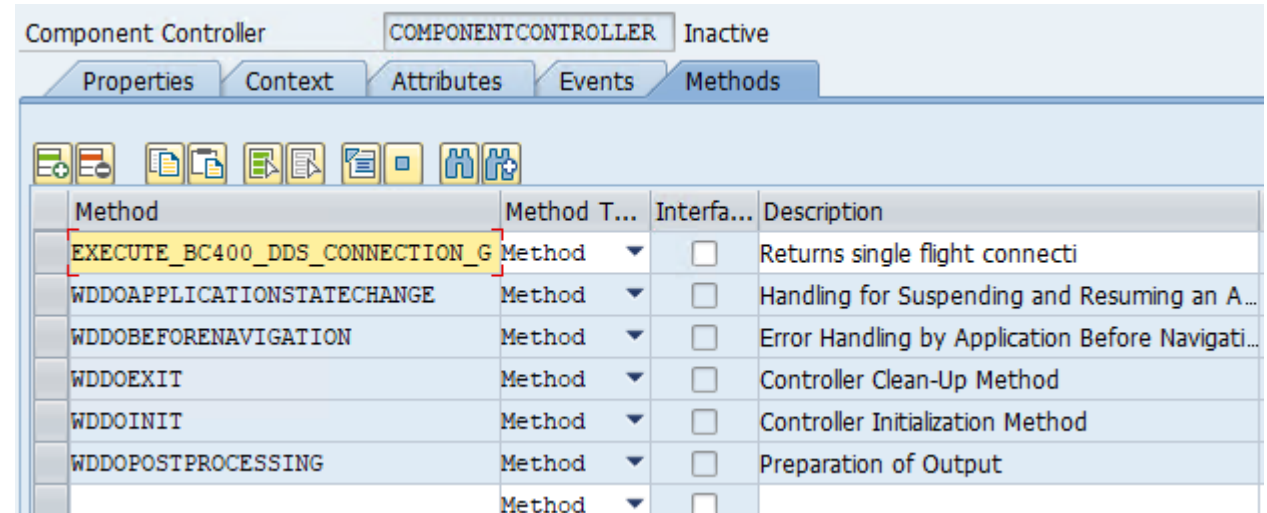 Component Controller COMPONENTCONTROLLER Inactive
Properties Context Attributes Events Methods
Method Method T... Interfa... Description
EXECUTE_BC400_DDS_CONNECTION_G Method Returns single flight connecti
WDDOAPPLICATIONSTATECHANGE Method Handling for Suspending and Resuming an A...
WDDOBEFORENAVIGATION Method Error Handling by Application Before Navigati...
WDDOEXIT Method Controller Clean-Up Method
WDDOINIT Method Controller Initialization Method
WDDOPOSTPROCESSING Method Preparation of Output
Method